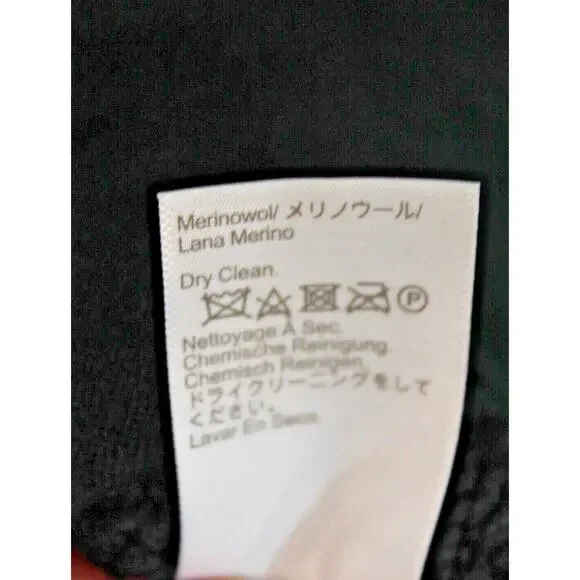 Merinowol/ メリノウール/
Lana Merino
Dry Clean.
P
Nettoyage A Sec.
Chemische Reinigung.
Chemisch Reinigen.
ドライクリーニングをして
ください。
Lavar En Seco.